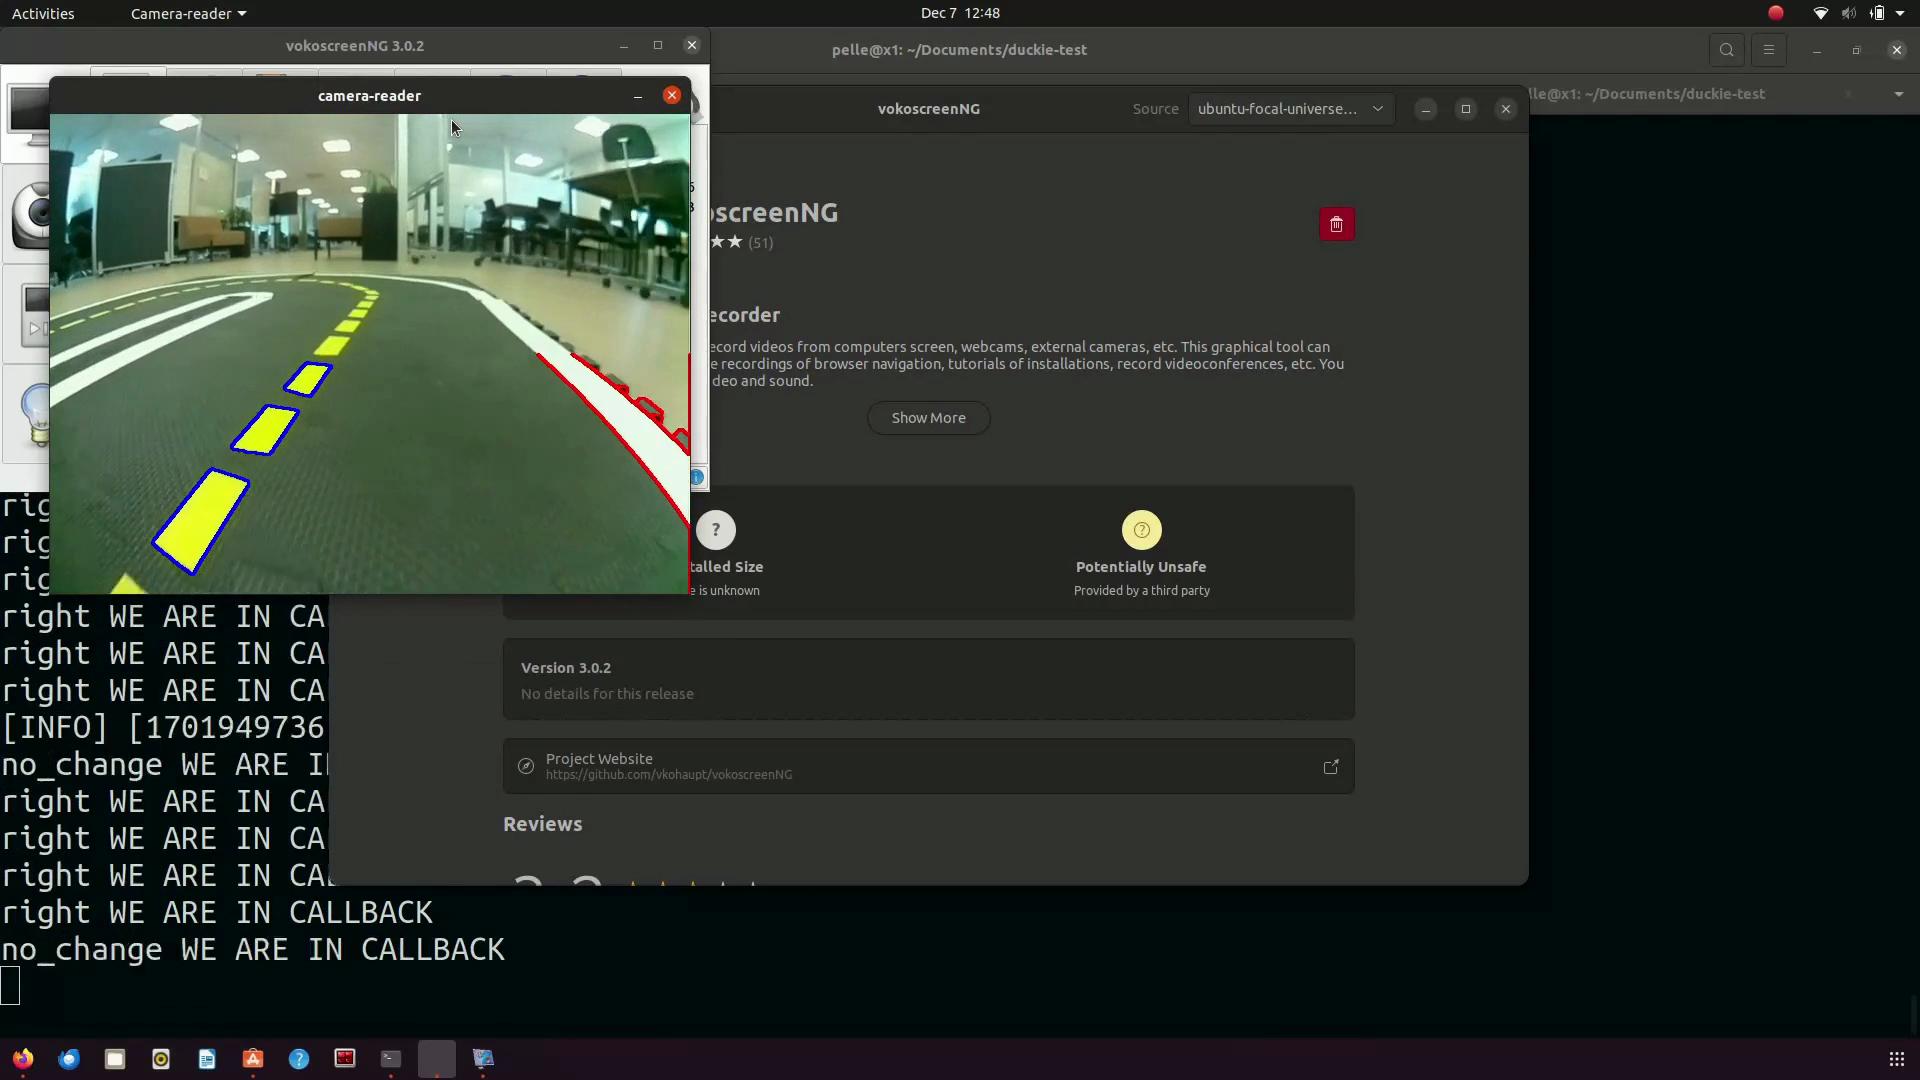 Activities
Camera-reader
Dec 7 12:48
vokoscreenNG 3.0.2
pelle@x1: ~/Documents/duckie-test
camera-reader
lle@x1: ~/Documents/duckie-test
vokoscreenNG
Source
ubuntu-focal-universe...
oscreenNG
★★ (51)
ecorder
ecord videos from computers screen, webcams, external cameras, etc. This graphical tool can
e recordings of browser navigation, tutorials of installations, record videoconferences, etc. You
deo and sound.
Show More
?
talled Size
e is unknown
Potentially Unsafe
Provided by a third party
Version 3.0.2
No details for this release
Project Website
https://github.com/vkohaupt/vokoscreenNG
Reviews
rig
rig
rig
right WE ARE IN CA
right WE ARE IN CA
right WE ARE IN CA
[INFO] [1701949736
no_change WE ARE I
right WE ARE IN CA
right WE ARE IN CA
right WE ARE IN CA
right WE ARE IN CALLBACK
no_change WE ARE IN CALLBACK